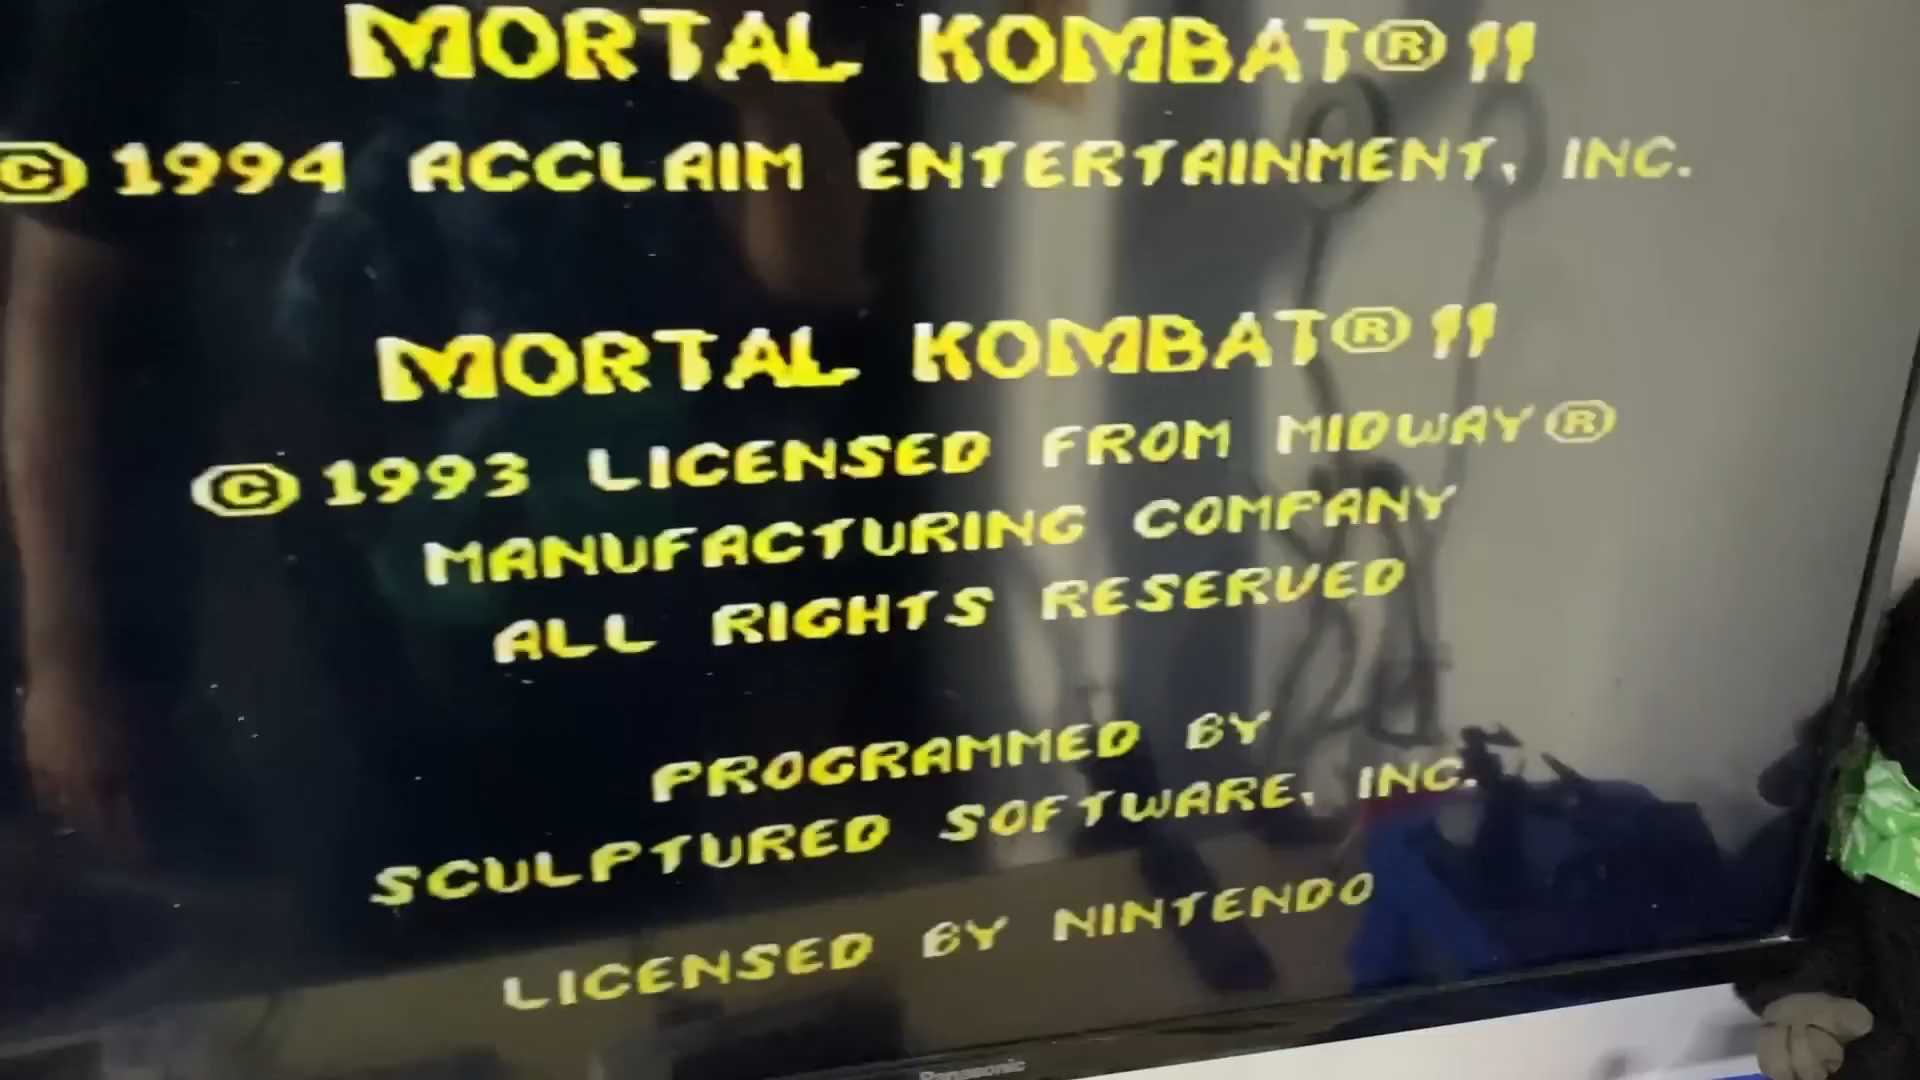 MORTAL KOMBAT® II
© 1994 ACCLAIM ENTERTAINMENT, INC.
MORTAL KOMBAT® II
© 1993 LICENSED FROM MIDWAY®
MANUFACTURING COMPANY
ALL RIGHTS RESERVED
PROGRAMMED BY
SCULPTURED SOFTWARE, INC.
LICENSED BY NINTENDO
Panasonic